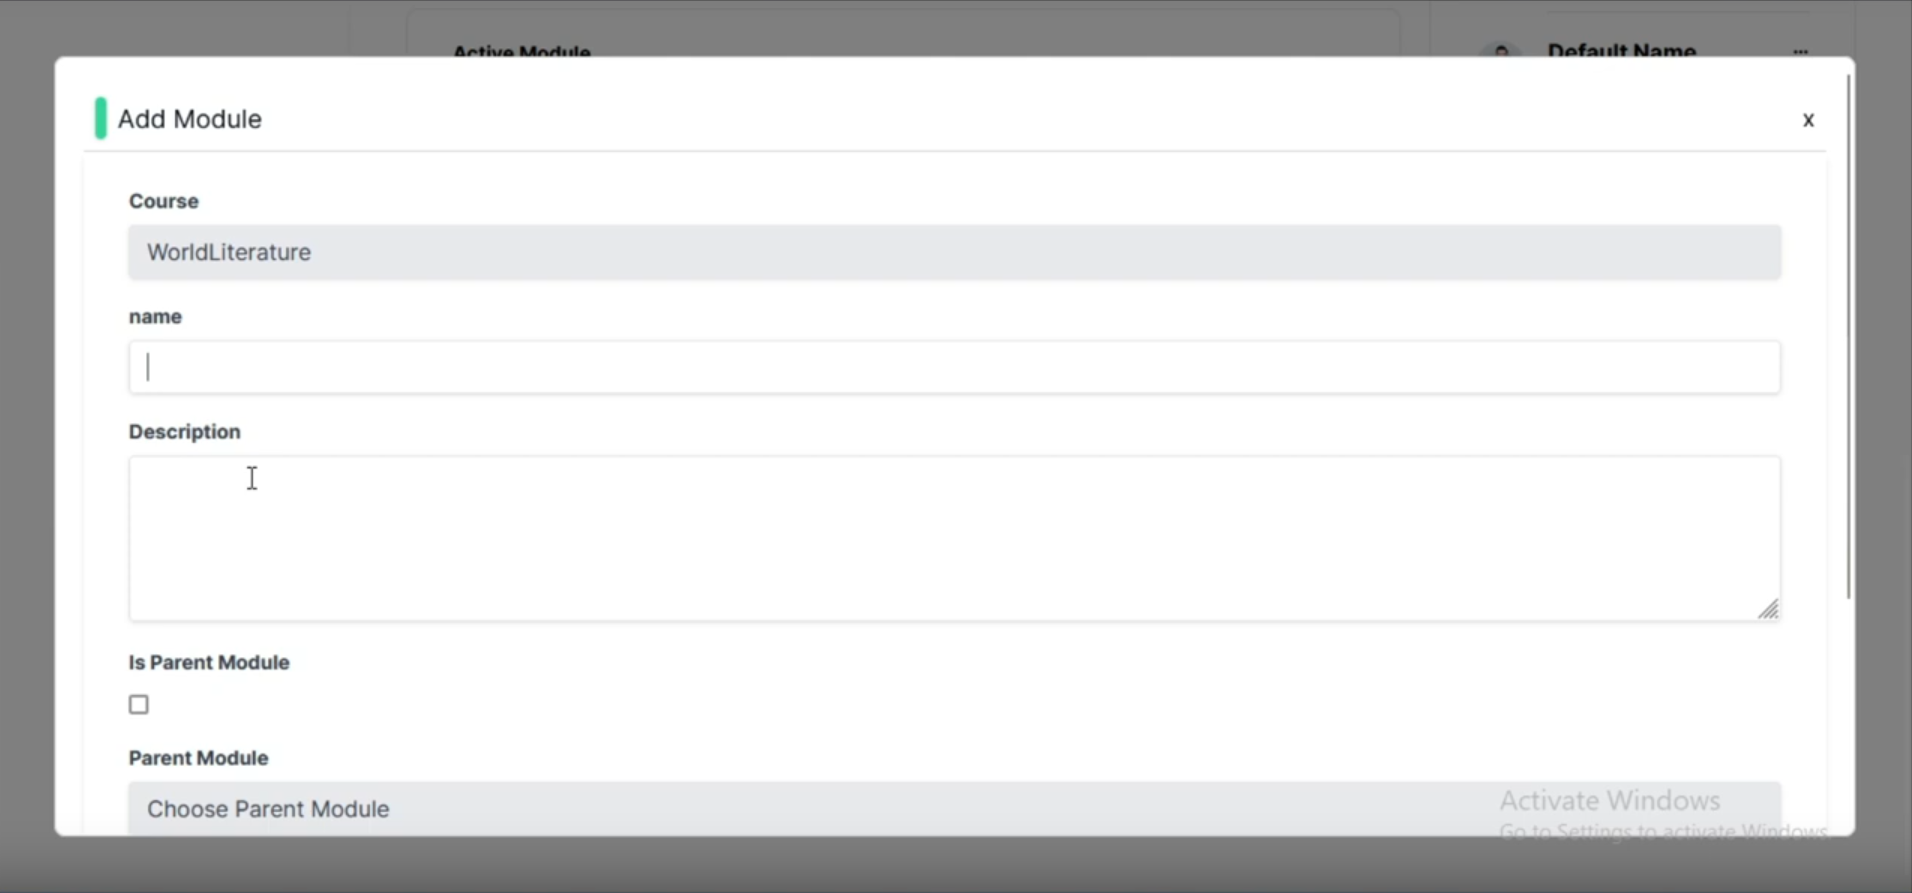 Active Module
Default Name
...
Add Module
x
Course
WorldLiterature
name
Description
Is Parent Module
Parent Module
Choose Parent Module
Activate Windows
Go to Settings to activate Windows.